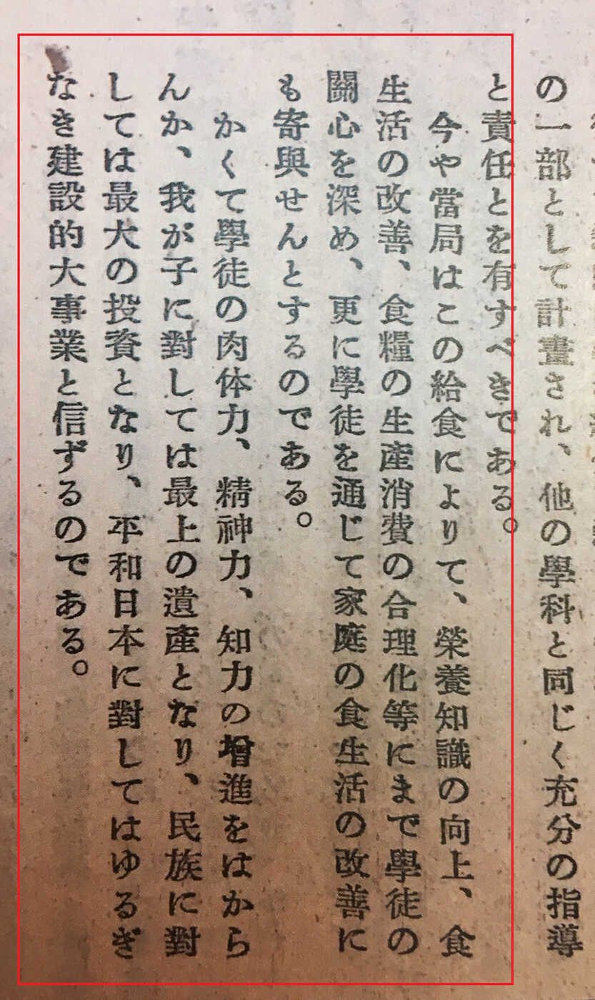 の一部として計畫され、他の學科と同じく充分の指導
と責任とを有すべきである。
今や當局はこの給食によりて、榮養知識の向上、食
生活の改善、食糧の生産消費の合理化等にまで學徒の
關心を深め、更に學徒を通じて家庭の食生活の改善に
も寄與せんとするのである。
かくて學徒の肉体力、精神力、知力の增進をはから
んか、我が子に對しては最上の遺產となり、民族に對
しては最大の投資となり、平和日本に對してはゆるぎ
なき建設的大事業と信ずるのである。